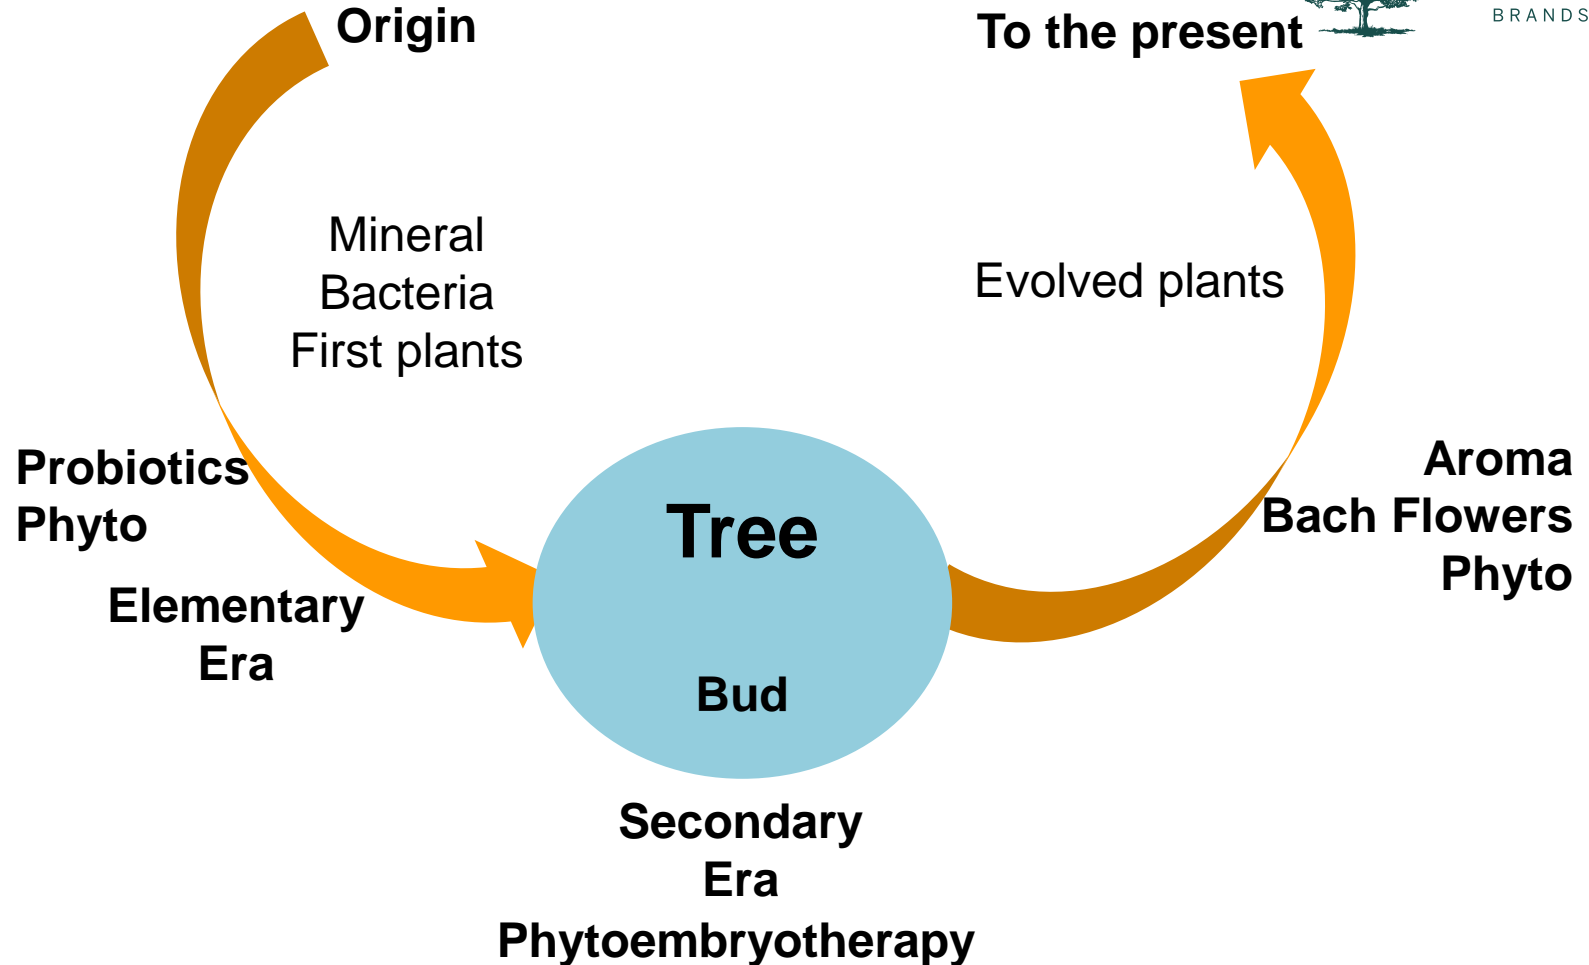 Origin
To the present
BRANDS
Mineral
Bacteria
First plants
Evolved plants
Probiotics
Phyto
Elementary
Era
Tree
Bud
Aroma
Bach Flowers
Phyto
Secondary
Era
Phytoembryotherapy